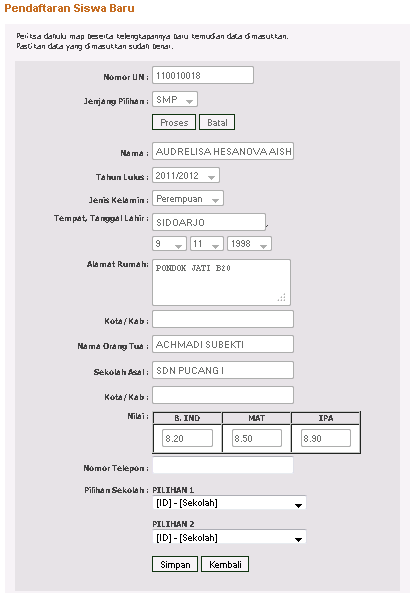 Pendaftaran Siswa Baru
Periksa dahulu map beserta kelengkapannya baru kemudian data dimasukkan.
Pastikan data yang dimasukkan sudah benar.
Nomor UN : 110010018
Jenjang Pilihan : SMP
Proses Batal
Nama : AUDRELISA HESANOVA AISH
Tahun Lulus : 2011/2012
Jenis Kelamin : Perempuan
Tempat, Tanggal Lahir : SIDOARJO ,
9 11 1998
Alamat Rumah: PONDOK JATI B20
Kota/Kab :
Nama Orang Tua : ACHMADI SUBEKTI
Sekolah Asal : SDN PUCANG I
Kota/Kab :
Nilai : B. IND MAT IPA
8.20 8.50 8.90
Nomor Telepon :
Pilihan Sekolah : PILIHAN 1
[ID] - [Sekolah]
PILIHAN 2
[ID] - [Sekolah]
Simpan Kembali